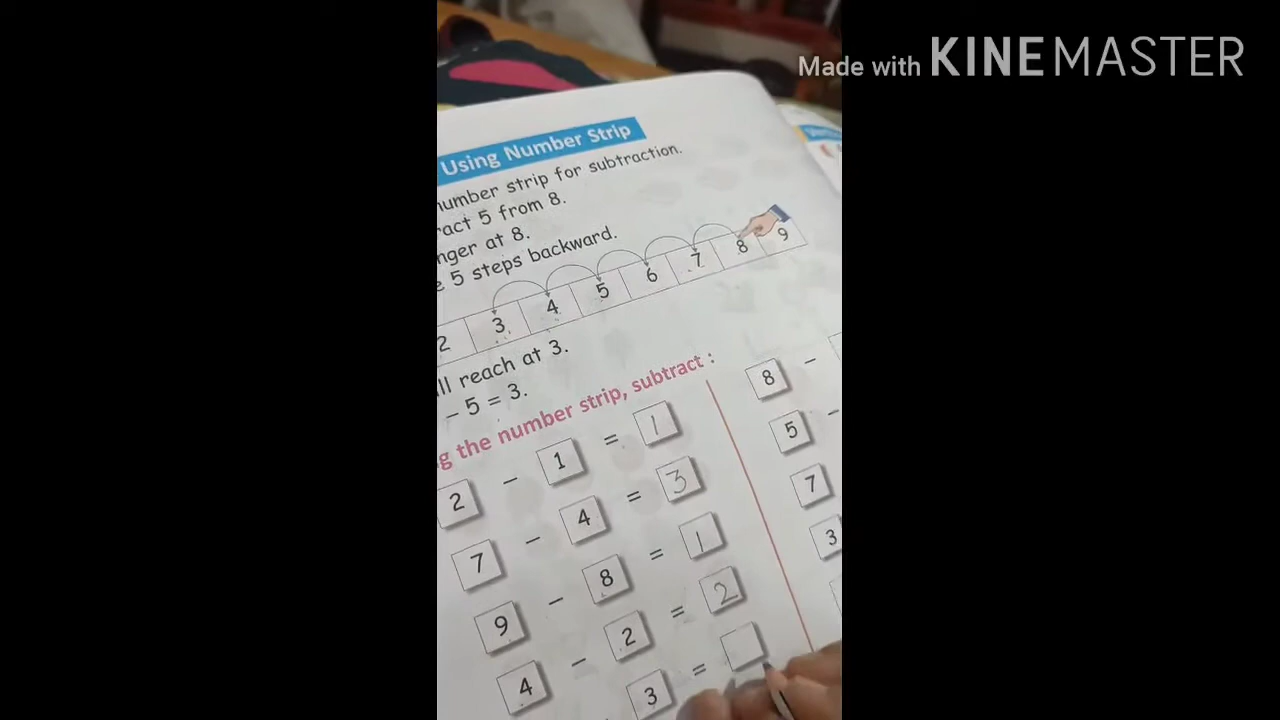 Made with KINEMASTER
Using Number Strip
number strip for subtraction.
act 5 from 8.
nger at 8.
e 5 steps backward.
2 3 4 5 6 7 8 9
ll reach at 3.
- 5 = 3.
g the number strip, subtract :
2 - 1 = 1
7 - 4 = 3
9 - 8 = 1
4 - 2 = 2
3 =
8 -
5 -
7
3